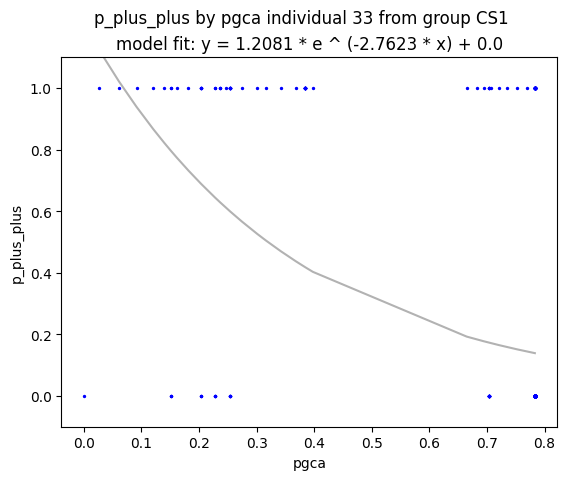 p_plus_plus by pgca individual 33 from group CS1
model fit: y = 1.2081 * e ^ (-2.7623 * x) + 0.0
1.0
0.8
0.6
0.4
0.2
0.0
p_plus_plus
0.0 0.1 0.2 0.3 0.4 0.5 0.6 0.7 0.8
pgca